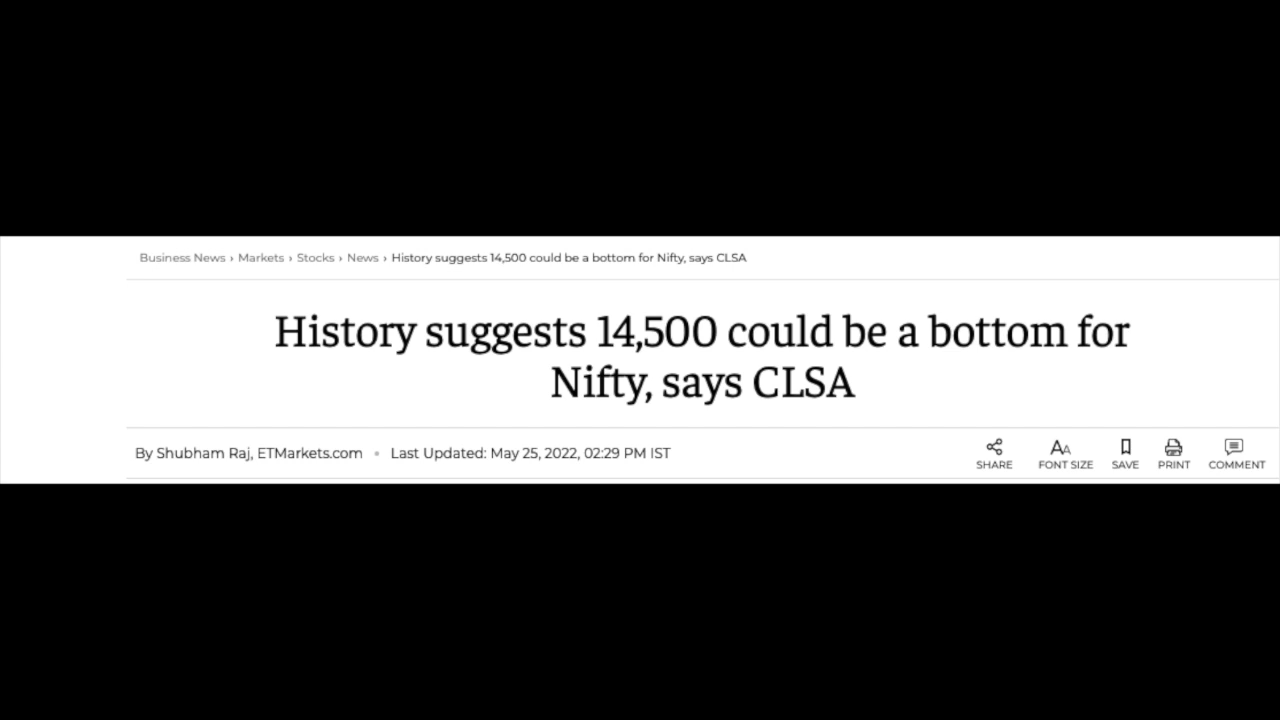 Business News › Markets › Stocks › News › History suggests 14,500 could be a bottom for Nifty, says CLSA
History suggests 14,500 could be a bottom for
Nifty, says CLSA
By Shubham Raj, ETMarkets.com • Last Updated: May 25, 2022, 02:29 PM IST
SHARE FONT SIZE SAVE PRINT COMMENT